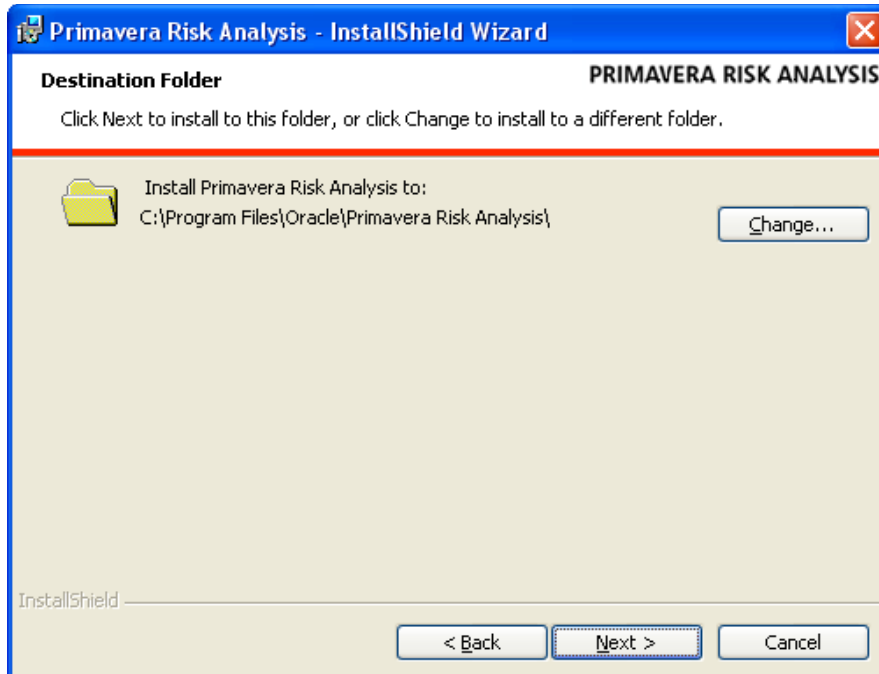 Primavera Risk Analysis - InstallShield Wizard
Destination Folder
PRIMAVERA RISK ANALYSIS
Click Next to install to this folder, or click Change to install to a different folder.
Install Primavera Risk Analysis to:
C:\Program Files\Oracle\Primavera Risk Analysis\
Change...
InstallShield
< Back
Next >
Cancel